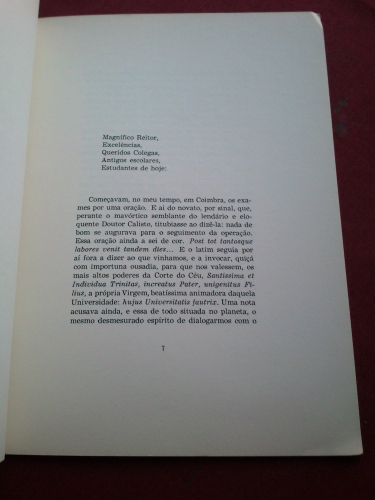 Magnífico Reitor,
Excelências,
Queridos Colegas,
Antigos escolares,
Estudantes de hoje:
Começavam, no meu tempo, em Coimbra, os exa-
mes por uma oração. E ai do novato, por sinal, que,
perante o mavórtico semblante do lendário e elo-
quente Doutor Calisto, titubiasse ao dizê-la: nada de
bom se augurava para o seguimento da operação.
Essa oração ainda a sei de cor. Post tot tantosque
labores venit tandem dies... E o latim seguia por
aí fora a dizer ao que vínhamos, e a invocar, quiçá
com importuna ousadia, para que nos valessem, os
mais altos poderes da Corte do Céu, Santissima et
Individua Trinitas, increatus Pater, unigenitus Fi-
lius, a própria Virgem, beatíssima animadora daquela
Universidade: hujus Universitatis fautrix. Uma nota
acusava ainda, e essa de todo situada no planeta, o
mesmo desmesurado espírito de dialogarmos com o
7